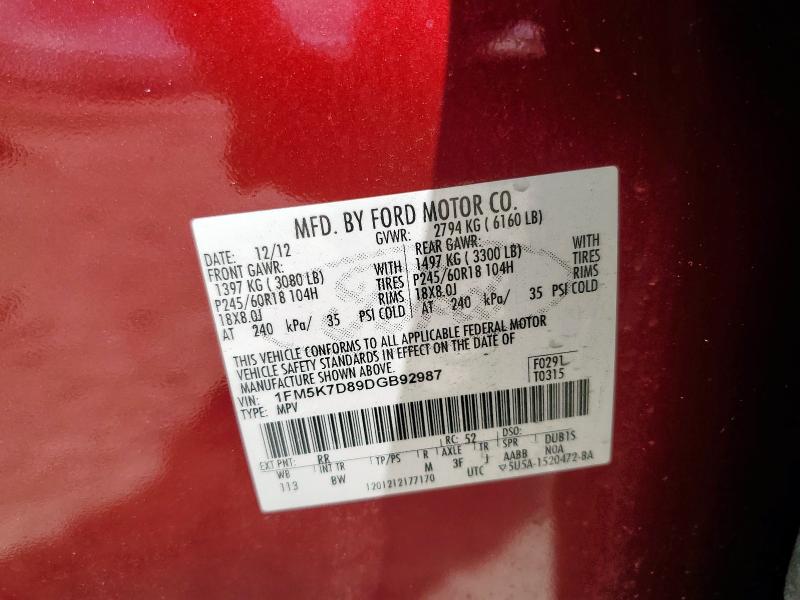 MFD. BY FORD MOTOR CO.
DATE: 12/12 GVWR: 2794 KG ( 6160 LB)
FRONT GAWR: REAR GAWR:
1397 KG ( 3080 LB) WITH 1497 KG ( 3300 LB) WITH
P245/60R18 104H TIRES P245/60R18 104H TIRES
18X8.0J RIMS 18X8.0J RIMS
AT 240 kPa/ 35 PSI COLD AT 240 kPa/ 35 PSI COLD
THIS VEHICLE CONFORMS TO ALL APPLICABLE FEDERAL MOTOR
VEHICLE SAFETY STANDARDS IN EFFECT ON THE DATE OF
MANUFACTURE SHOWN ABOVE.
VIN: 1FM5K7D89DGB92987 F0291
TYPE: MPV T0315
EXT PNT: RR RC: 52 DSO:
WB INT TR TP/PS R AXLE TR SPR DUB1S
113 BW M 3F J AABB NOA
1201212177170 UTC 5U5A-1520472-BA